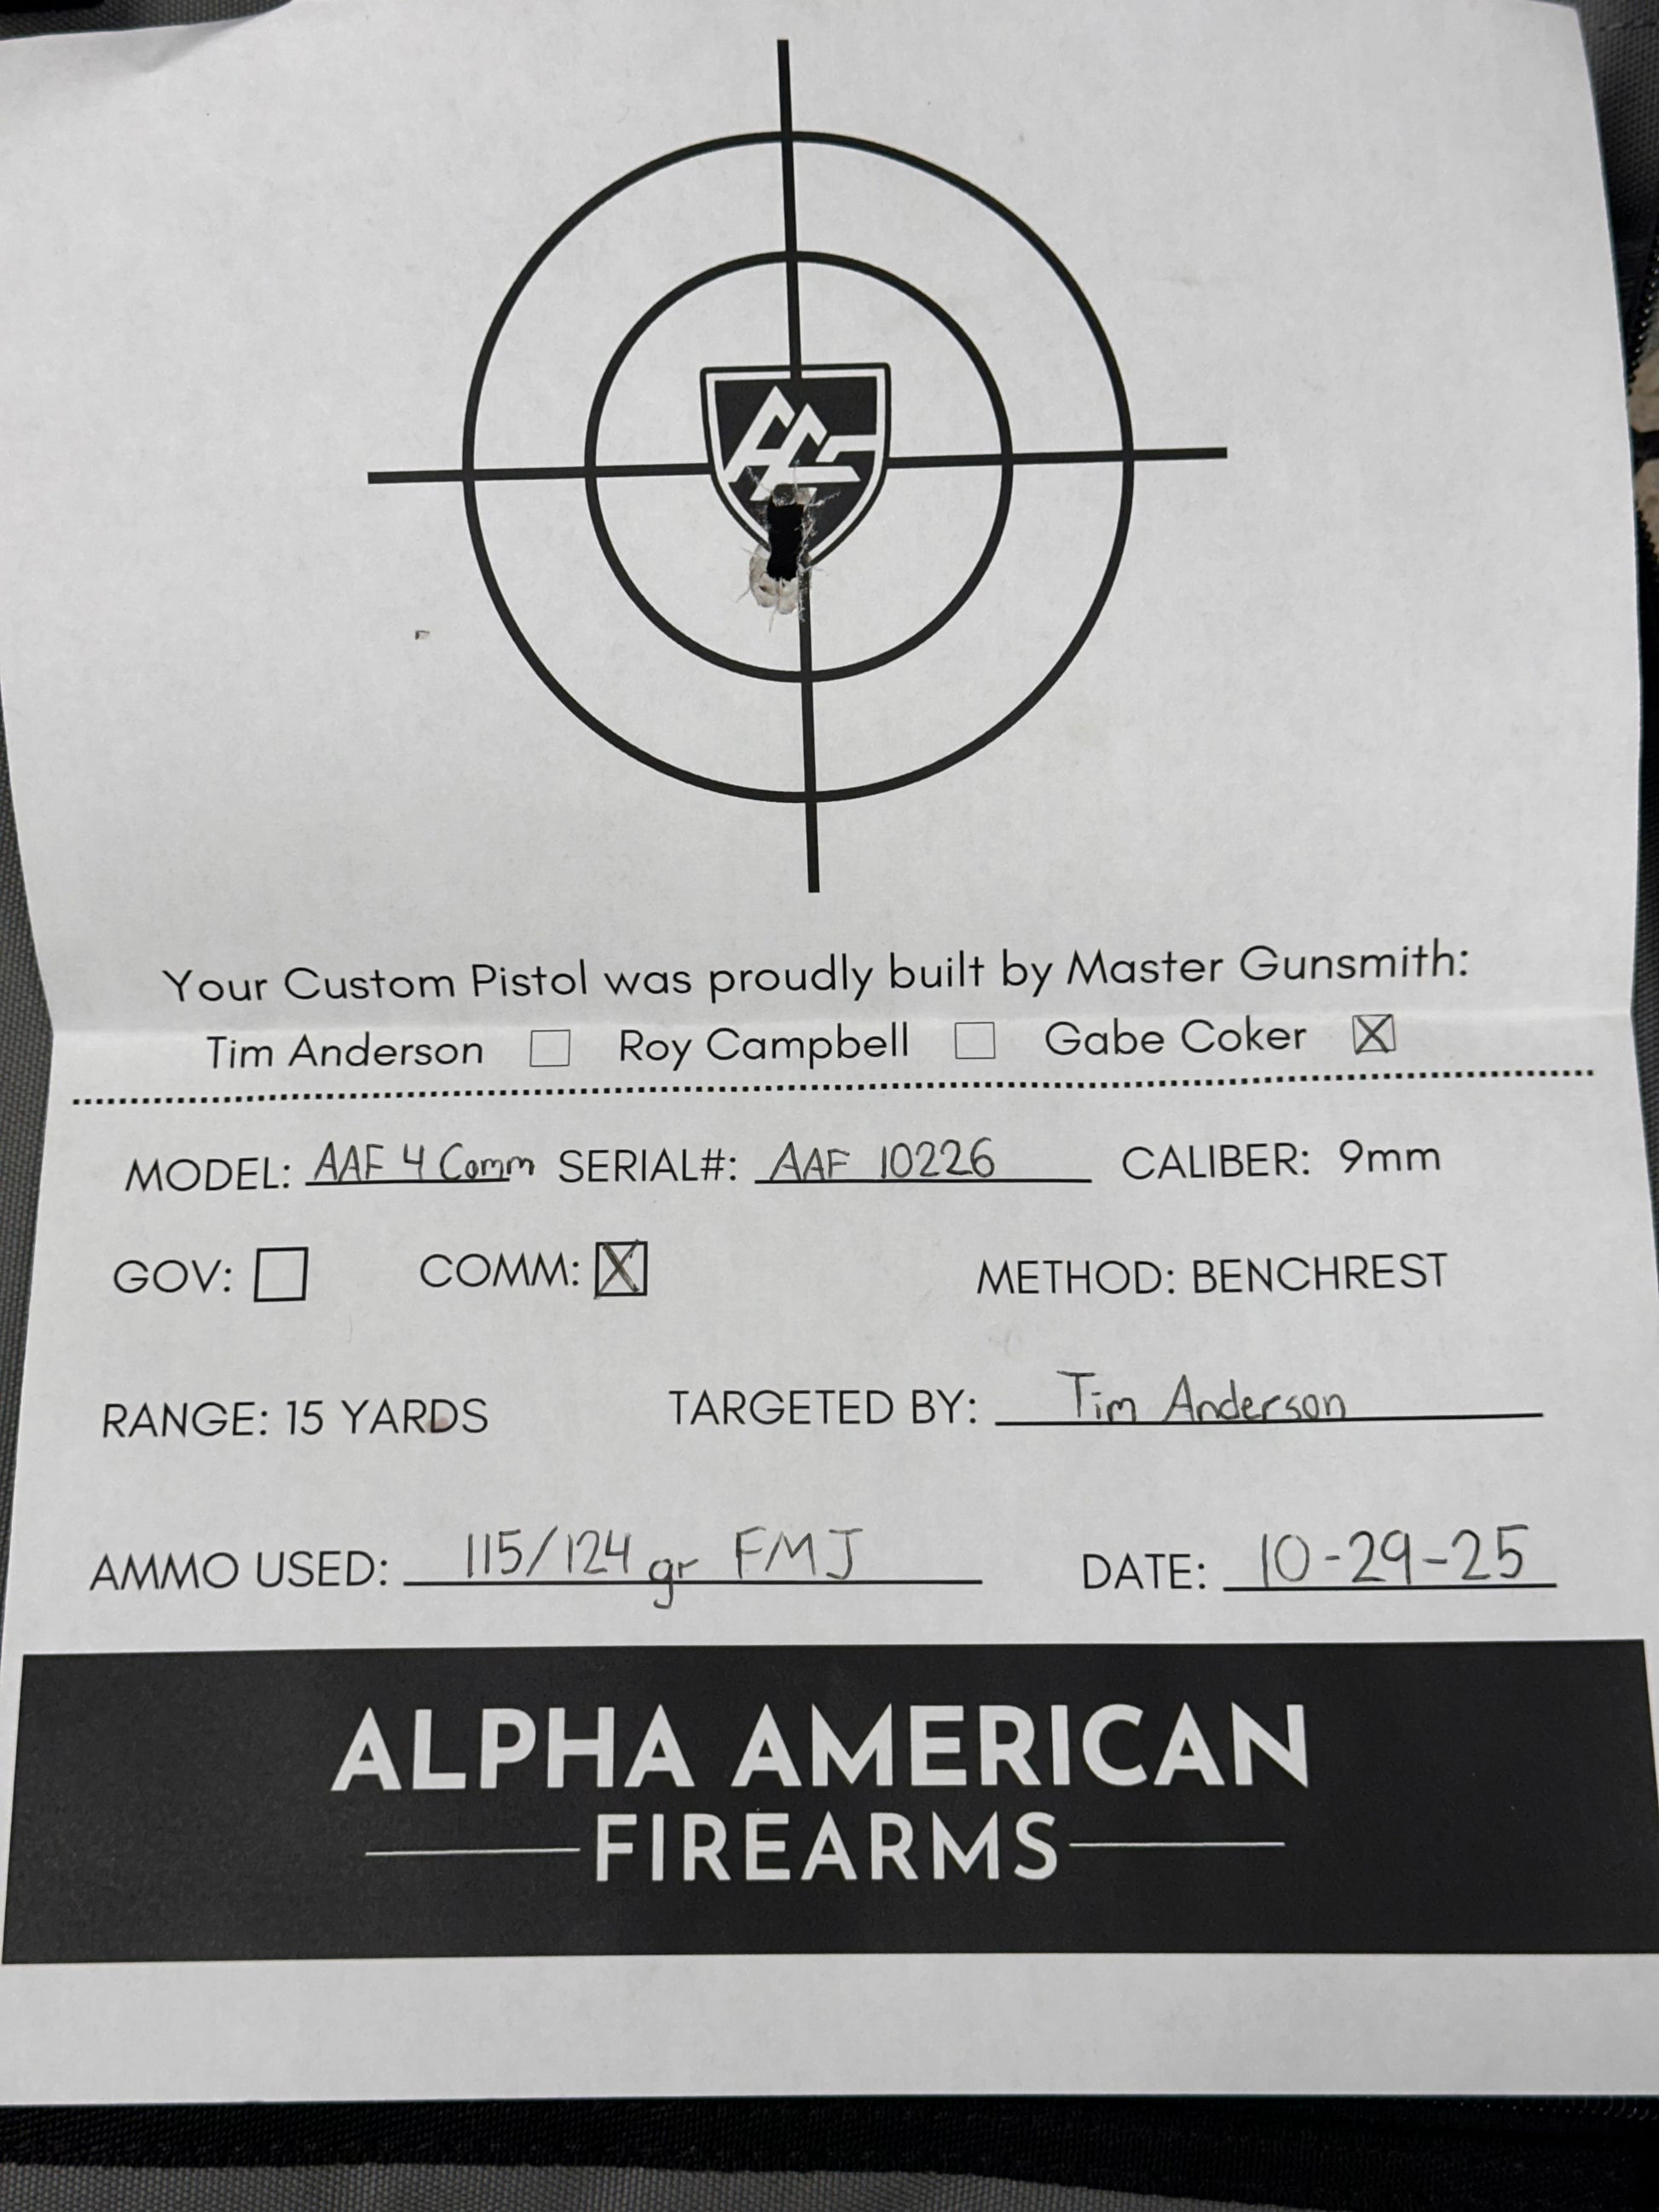 Your Custom Pistol was proudly built by Master Gunsmith:
Tim Anderson ☐ Roy Campbell ☐ Gabe Coker ☒
MODEL: AAF 4 Comm SERIAL#: AAF 10226 CALIBER: 9mm
GOV: ☐ COMM: ☒ METHOD: BENCHREST
RANGE: 15 YARDS TARGETED BY: Tim Anderson
AMMO USED: 115/124 gr FMJ DATE: 10-29-25
ALPHA AMERICAN
FIREARMS